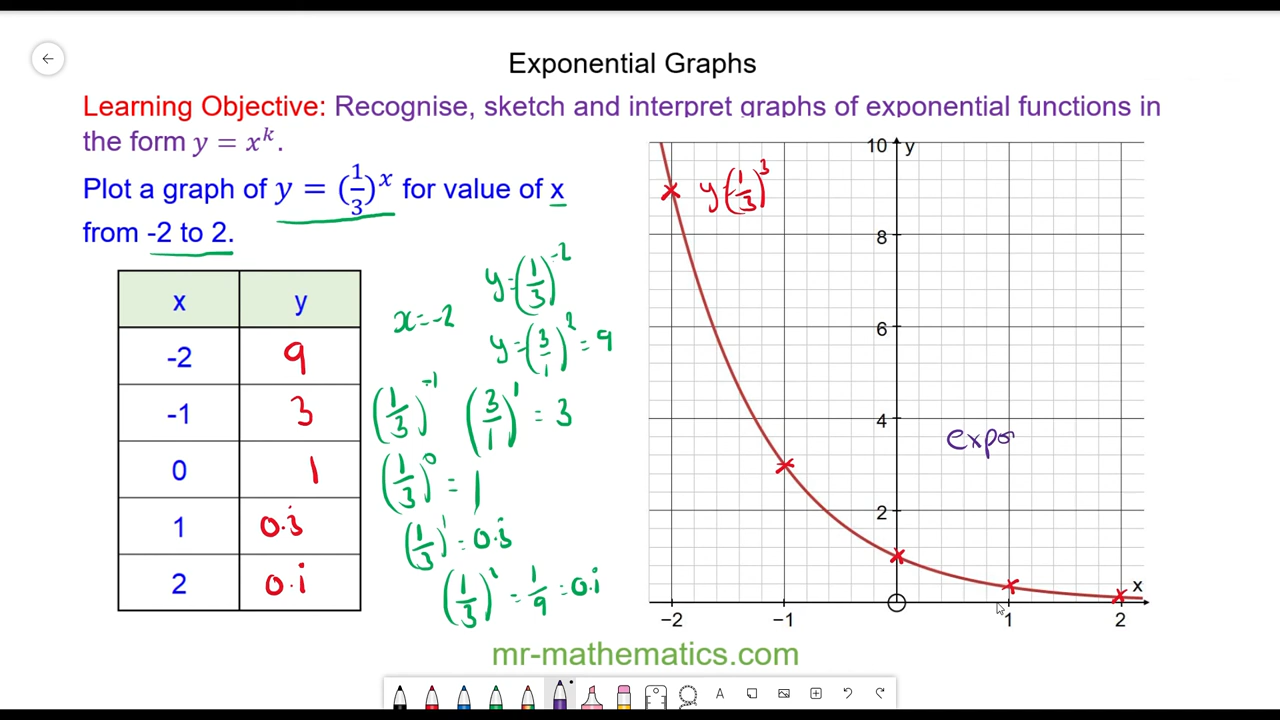 Exponential Graphs
Learning Objective: Recognise, sketch and interpret graphs of exponential functions in
the form y = x^k.
Plot a graph of y = (1/3)^x for value of x
from -2 to 2.
x y
-2 9
-1 3
0 1
1 0.3̇
2 0.1̇
x=-2
y=(1/3)^-2
y=(3/1)^2=9
(1/3)^-1 (3/1)^1 = 3
(1/3)^0 = 1
(1/3)^1 = 0.3̇
(1/3)^2 = 1/9 = 0.1̇
10 y
y=(1/3)^3
8
6
4
expo
2
x
-2 -1 1 2
mr-mathematics.com
A